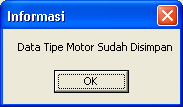 Informasi
Data Tipe Motor Sudah Disimpan
OK